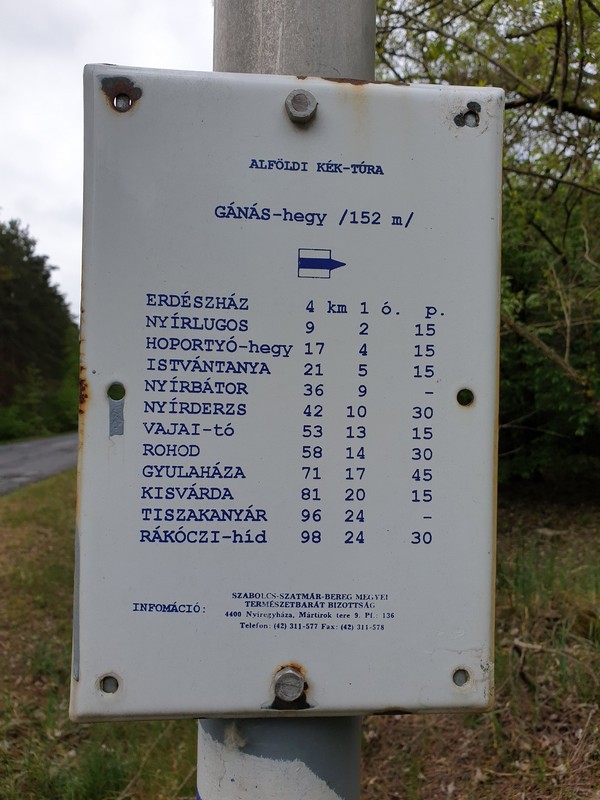 ALFÖLDI KÉK-TÚRA
GÁNÁS-hegy /152 m/
ERDÉSZHÁZ 4 km 1 ó. p.
NYÍRLUGOS 9 2 15
HOPORTYÓ-hegy 17 4 15
ISTVÁNTANYA 21 5 15
NYÍRBÁTOR 36 9 –
NYÍRDERZS 42 10 30
VAJAI-tó 53 13 15
ROHOD 58 14 30
GYULAHÁZA 71 17 45
KISVÁRDA 81 20 15
TISZAKANYÁR 96 24 –
RÁKÓCZI-híd 98 24 30
SZABOLCS-SZATMÁR-BEREG MEGYEI
TERMÉSZETBARÁT BIZOTTSÁG
INFOMÁCIÓ:
4400 Nyíregyháza, Mártírok tere 9. Pf.: 136
Telefon: (42) 311-577 Fax: (42) 311-578